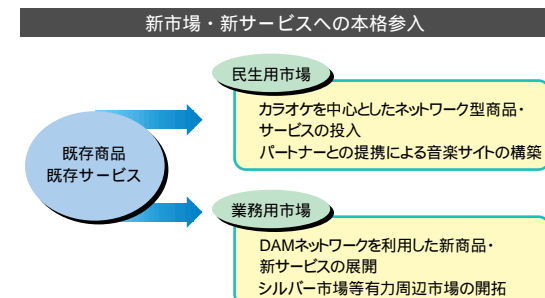 新市場・新サービスへの本格参入
民生用市場
カラオケを中心としたネットワーク型商品・
サービスの投入
パートナーとの提携による音楽サイトの構築
既存商品
既存サービス
業務用市場
DAMネットワークを利用した新商品・
新サービスの展開
シルバー市場等有力周辺市場の開拓